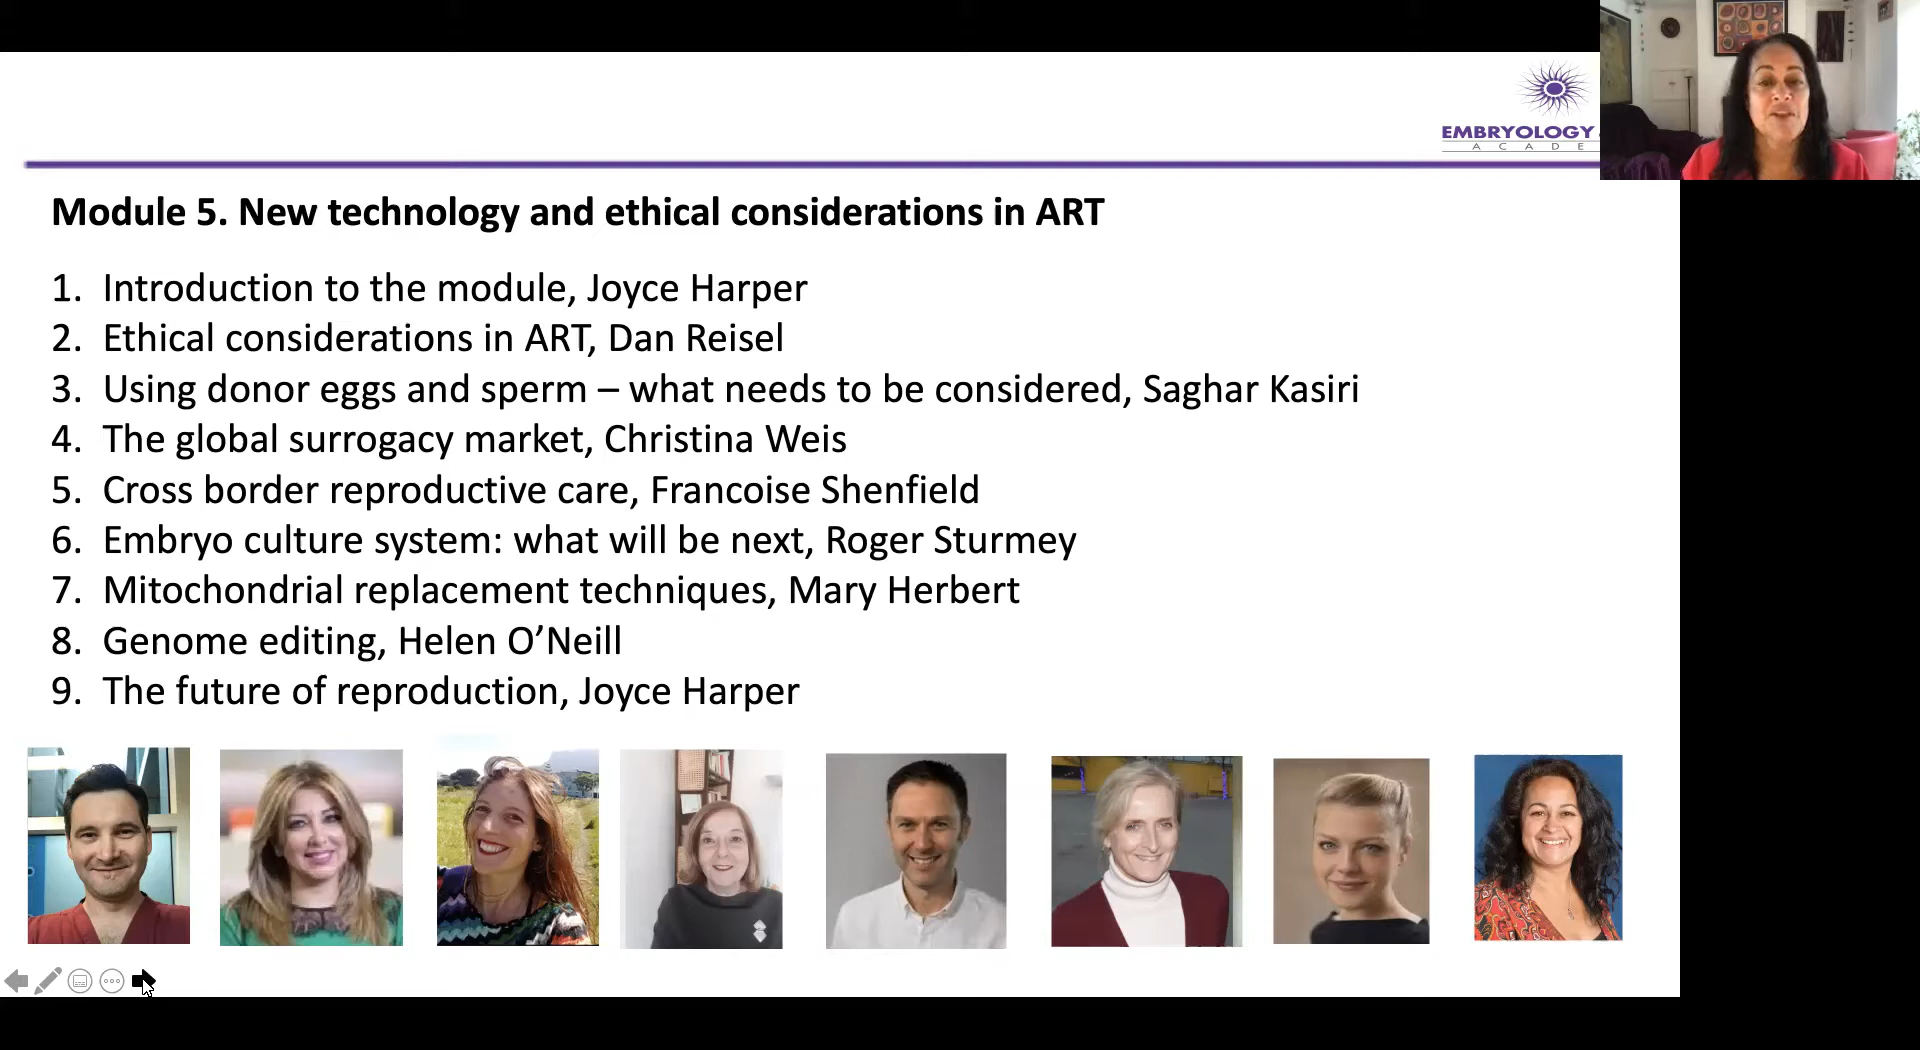 EMBRYOLOGY
ACADE
Module 5. New technology and ethical considerations in ART
1. Introduction to the module, Joyce Harper
2. Ethical considerations in ART, Dan Reisel
3. Using donor eggs and sperm – what needs to be considered, Saghar Kasiri
4. The global surrogacy market, Christina Weis
5. Cross border reproductive care, Francoise Shenfield
6. Embryo culture system: what will be next, Roger Sturmey
7. Mitochondrial replacement techniques, Mary Herbert
8. Genome editing, Helen O’Neill
9. The future of reproduction, Joyce Harper